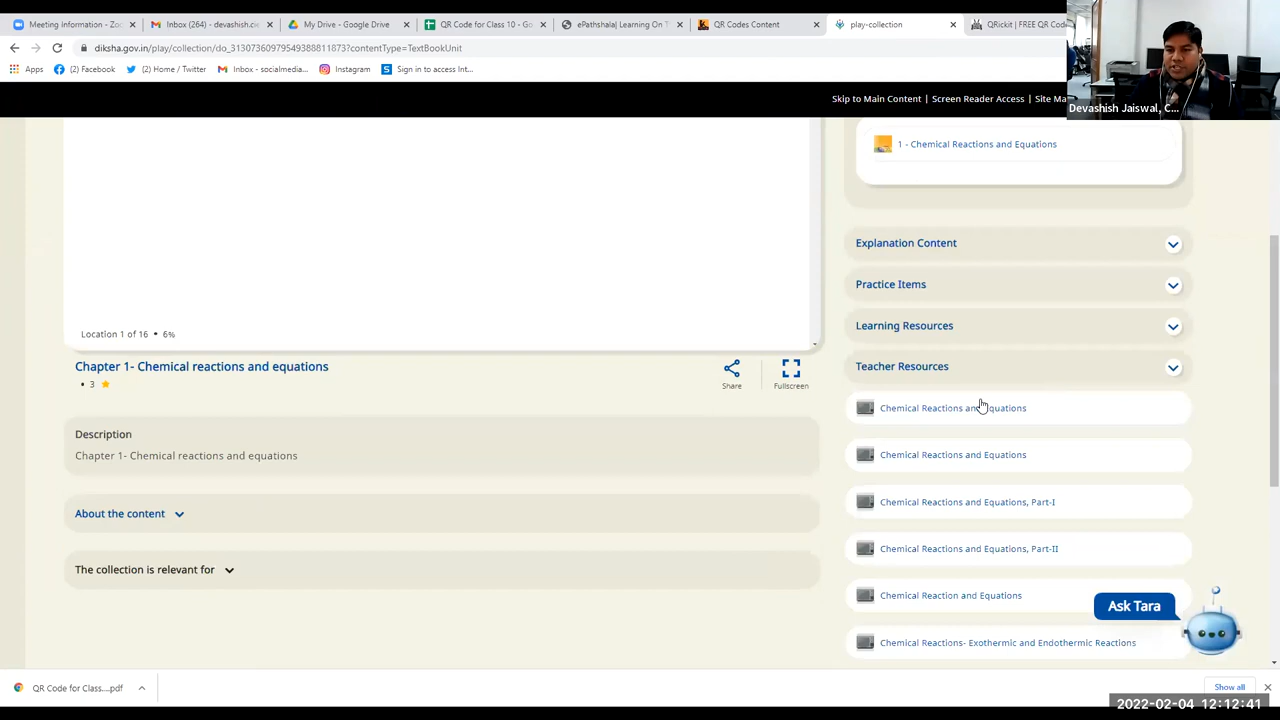 Meeting Information - Zoo
Inbox (264) - devashish.cie
My Drive - Google Drive
QR Code for Class 10 - Go
ePathshala| Learning On T
QR Codes Content
play-collection
QRickit | FREE QR Cod
diksha.gov.in/play/collection/do_31307360979549388811873?contentType=TextBookUnit
Apps
(2) Facebook
(2) Home / Twitter
Inbox - socialmedia...
Instagram
Sign in to access Int...
Devashish Jaiswal, C...
Skip to Main Content | Screen Reader Access | Site Ma
1 - Chemical Reactions and Equations
Explanation Content
Practice Items
Learning Resources
Teacher Resources
Chemical Reactions and Equations
Chemical Reactions and Equations
Chemical Reactions and Equations, Part-I
Chemical Reactions and Equations, Part-II
Chemical Reaction and Equations
Chemical Reactions- Exothermic and Endothermic Reactions
Ask Tara
Location 1 of 16 • 6%
Chapter 1- Chemical reactions and equations
• 3
Share
Fullscreen
Description
Chapter 1- Chemical reactions and equations
About the content
The collection is relevant for
QR Code for Class....pdf
Show all
2022-02-04 12:12:41